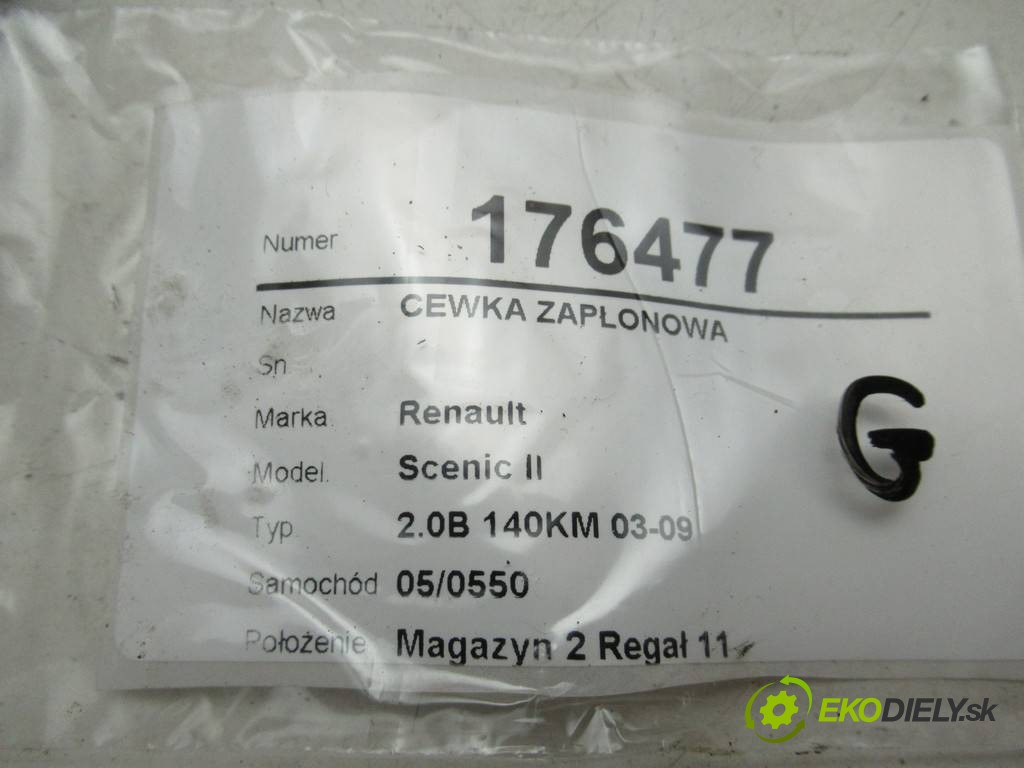 Numer 176477
Nazwa CEWKA ZAPŁONOWA
Sn.
Marka Renault
Model. Scenic II
Typ 2.0B 140KM 03-09
Samochód 05/0550
Położenie Magazyn 2 Regał 11
G
EKODIELY.sk